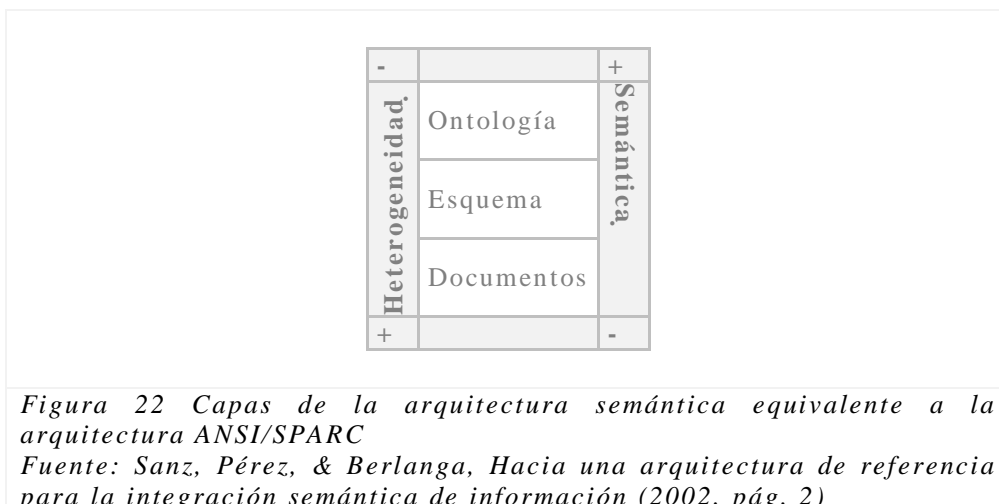 - +
Heterogeneidad.
Semántica.
Ontología
Esquema
Documentos
+ -
Figura 22 Capas de la arquitectura semántica equivalente a la
arquitectura ANSI/SPARC
Fuente: Sanz, Pérez, & Berlanga, Hacia una arquitectura de referencia
para la integración semántica de información (2002, pág. 2)